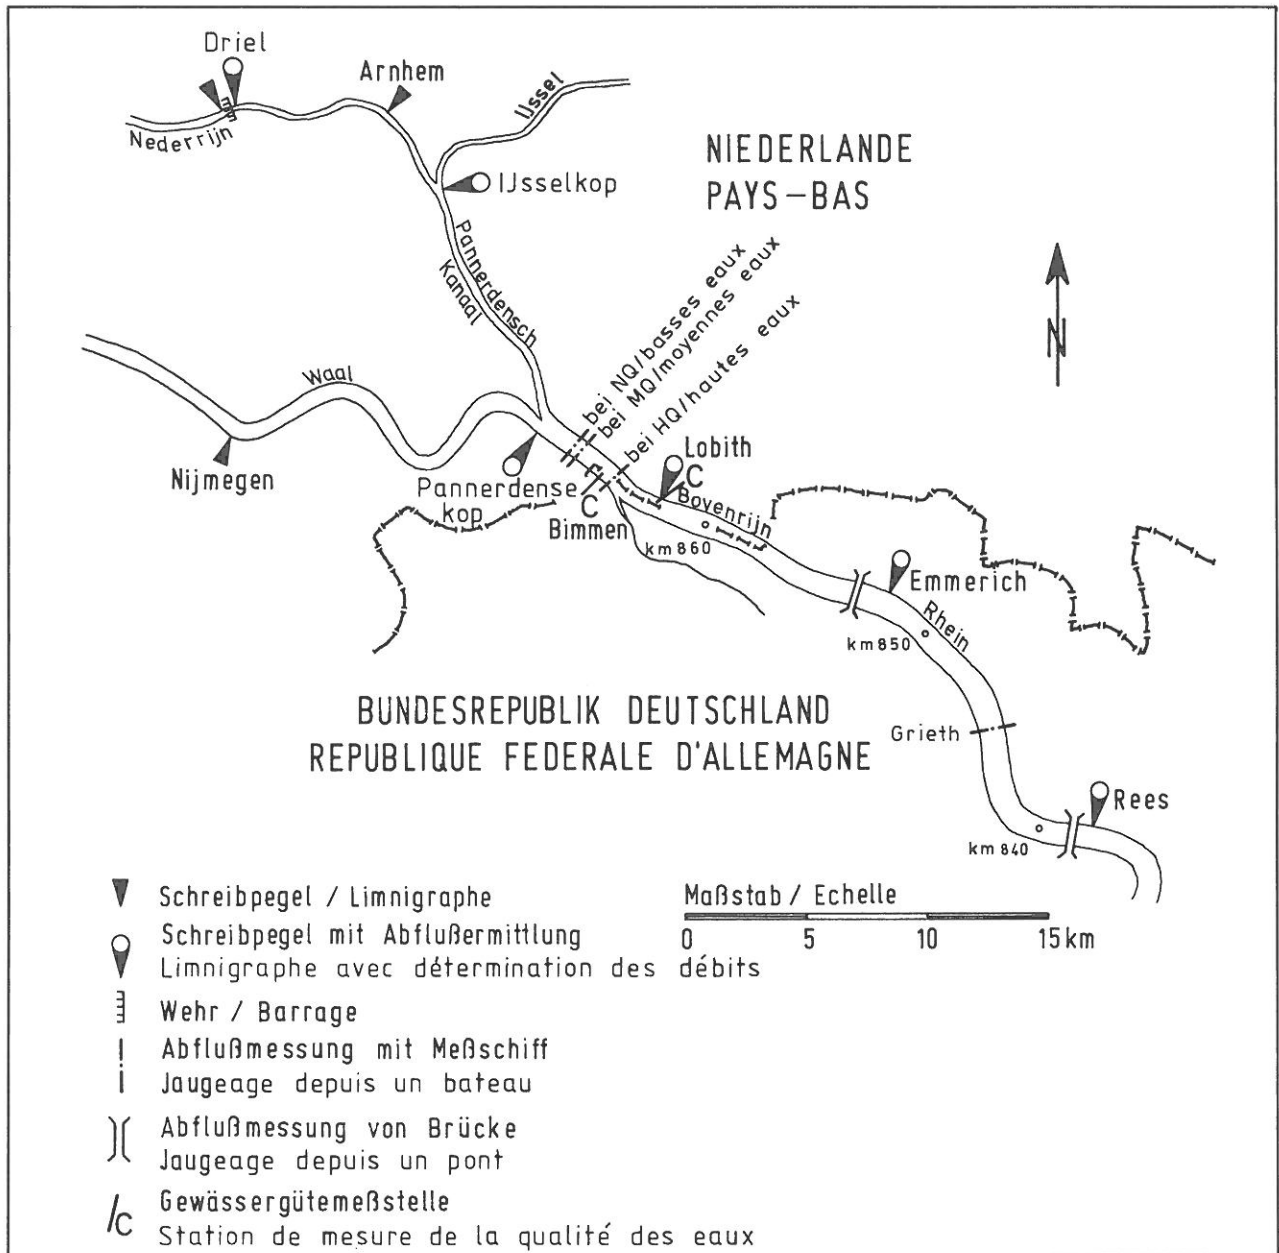 Driel
Arnhem
IJssel
Nederrijn
IJsselkop
NIEDERLANDE
PAYS-BAS
Pannerdensch
Kanaal
bei NQ/basses eaux
bei MQ/moyennes eaux
bei HQ/hautes eaux
N
Waal
Nijmegen
Pannerdense
kop
Lobith
C
C
Bimmen
Bovenrijn
km 860
Emmerich
Rhein
km 850
Grieth
BUNDESREPUBLIK DEUTSCHLAND
REPUBLIQUE FEDERALE D'ALLEMAGNE
Rees
km 840
Schreibpegel / Limnigraphe
Maßstab / Echelle
0 5 10 15 km
Schreibpegel mit Abflußermittlung
Limnigraphe avec détermination des débits
Wehr / Barrage
Abflußmessung mit Meßschiff
Jaugeage depuis un bateau
Abflußmessung von Brücke
Jaugeage depuis un pont
/C Gewässergütemeßstelle
Station de mesure de la qualité des eaux